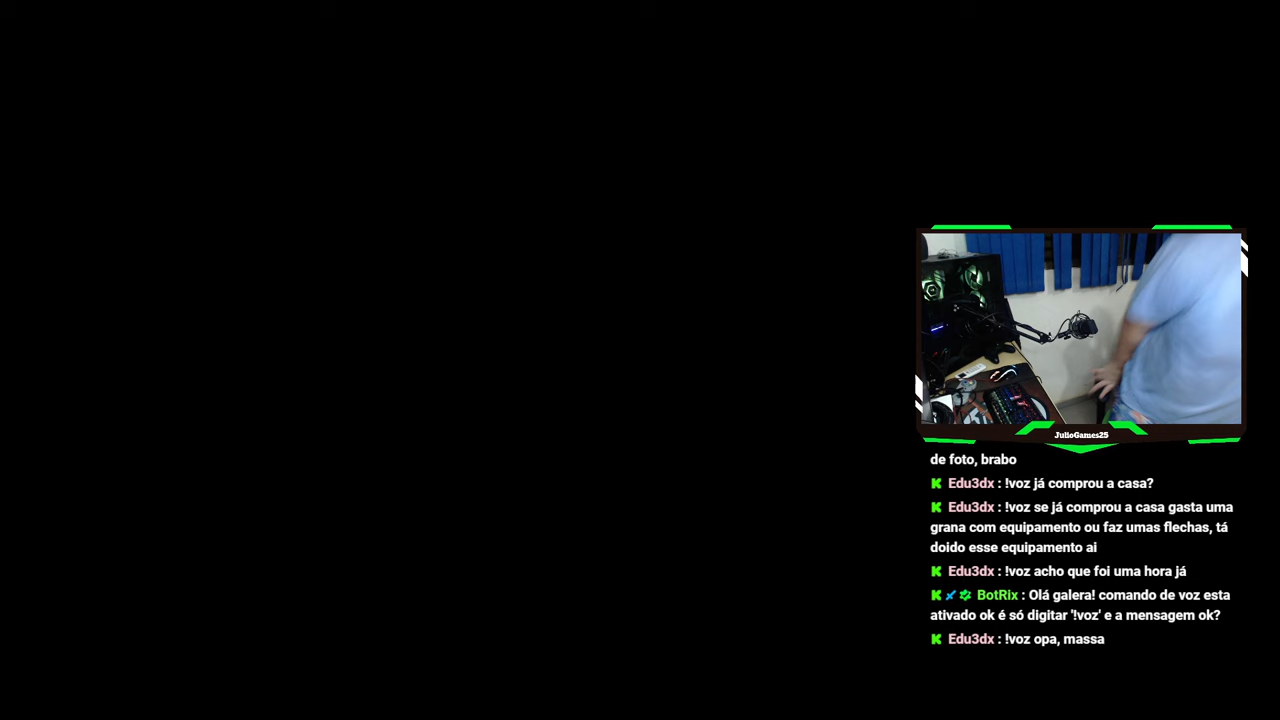 JulioGames25
de foto, brabo
Edu3dx : !voz já comprou a casa?
Edu3dx : !voz se já comprou a casa gasta uma
grana com equipamento ou faz umas flechas, tá
doido esse equipamento ai
Edu3dx : !voz acho que foi uma hora já
BotRix : Olá galera! comando de voz esta
ativado ok é só digitar '!voz' e a mensagem ok?
Edu3dx : !voz opa, massa